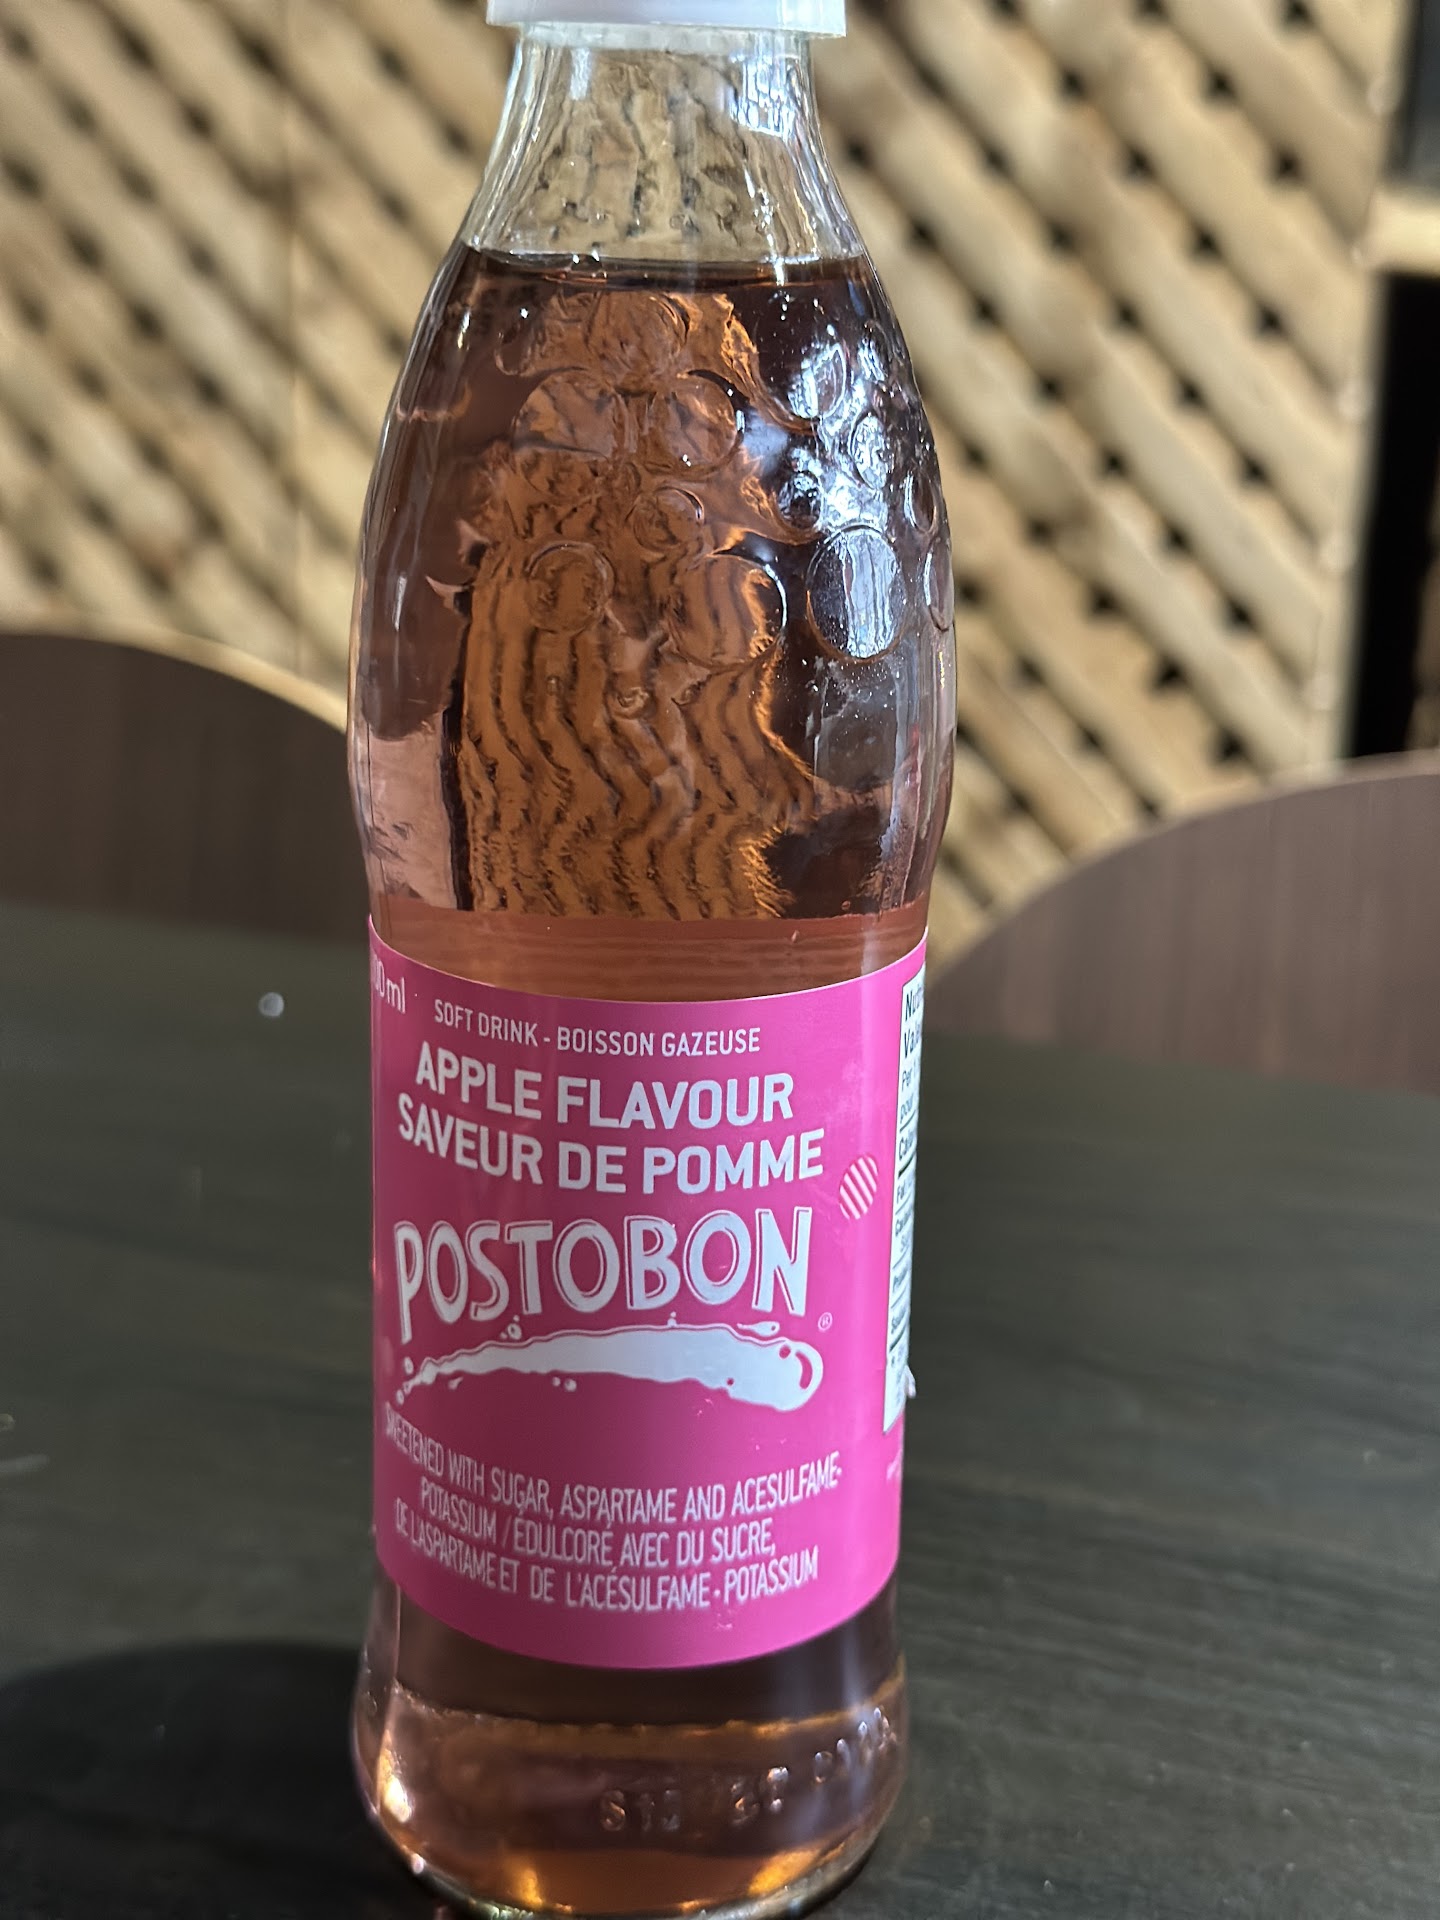 SOFT DRINK - BOISSON GAZEUSE
APPLE FLAVOUR
SAVEUR DE POMME
POSTOBON
®
SWEETENED WITH SUGAR, ASPARTAME AND ACESULFAME-
POTASSIUM / ÉDULCORÉ AVEC DU SUCRE,
DE L'ASPARTAME ET DE L'ACÉSULFAME-POTASSIUM